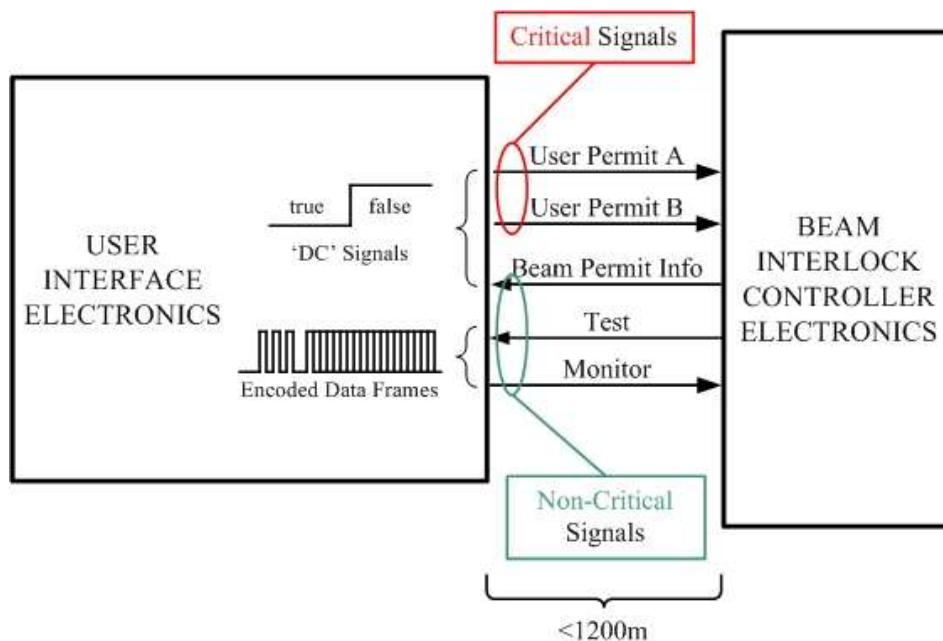 Critical Signals
User Permit A
true
false
User Permit B
'DC' Signals
USER
INTERFACE
ELECTRONICS
Beam Permit Info
Test
Monitor
Encoded Data Frames
BEAM
INTERLOCK
CONTROLLER
ELECTRONICS
Non-Critical
Signals
<1200m